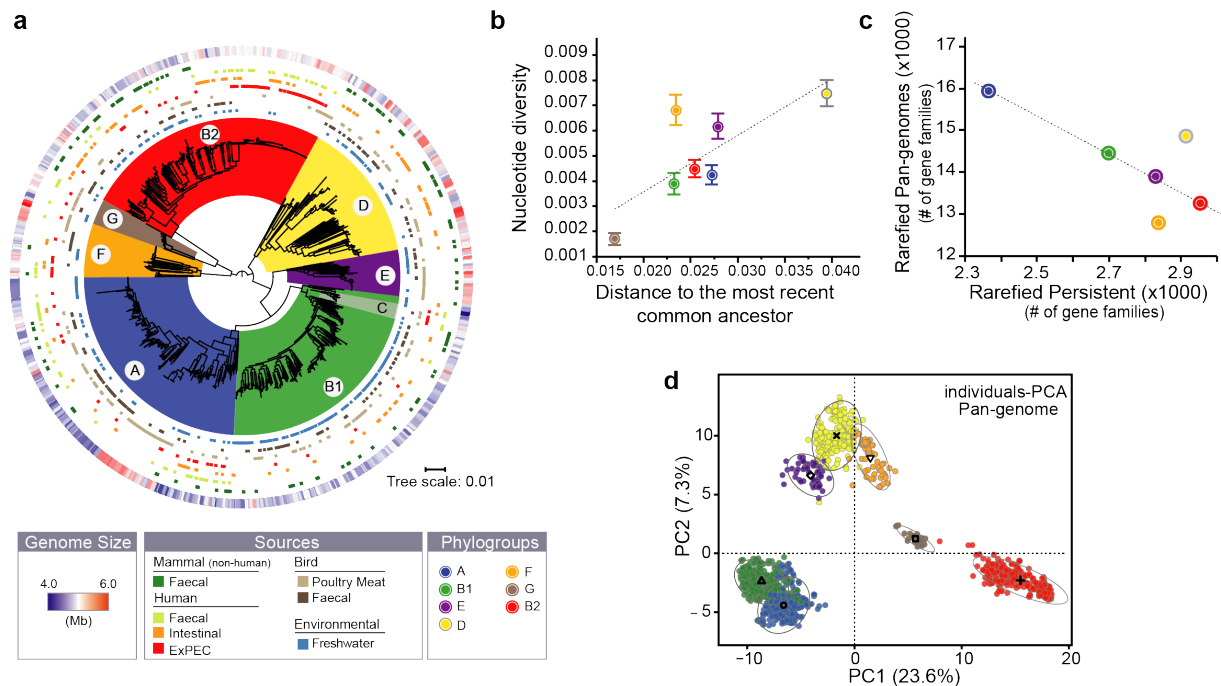 a
B2
D
G
F
E
C
A
B1
Tree scale: 0.01
Genome Size
4.0
6.0
(Mb)
Sources
Mammal (non-human)
Faecal
Human
Faecal
Intestinal
ExPEC
Bird
Poultry Meat
Faecal
Environmental
Freshwater
Phylogroups
A
B1
E
D
F
G
B2
b
Nucleotide diversity
0.009
0.008
0.007
0.006
0.005
0.004
0.003
0.002
0.001
0.015
0.020
0.025
0.030
0.035
0.040
Distance to the most recent
common ancestor
c
Rarefied Pan-genomes (x1000)
(# of gene families)
16
17
15
14
13
12
2.3
2.5
2.7
2.9
Rarefied Persistent (x1000)
(# of gene families)
d
individuals-PCA
Pan-genome
PC2 (7.3%)
10
5
0
−5
−10
0
10
20
PC1 (23.6%)